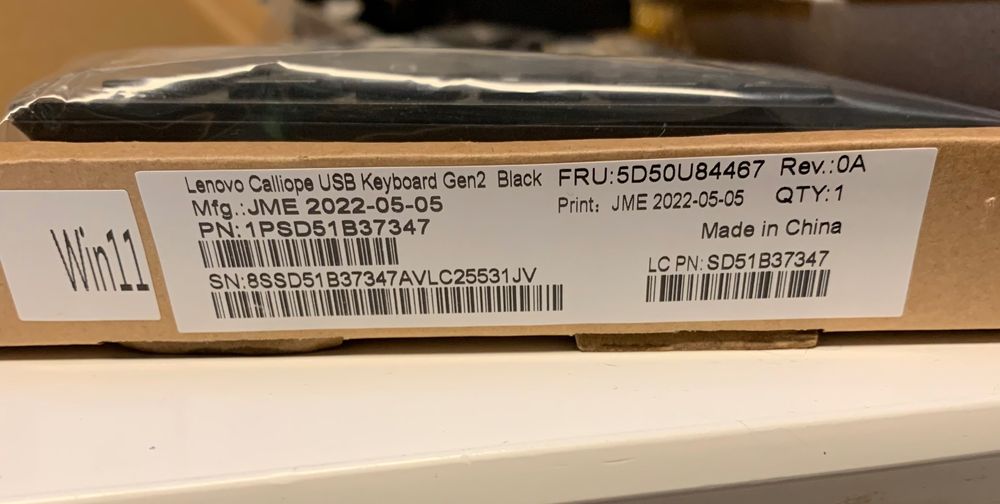 Win11
Lenovo Calliope USB Keyboard Gen2 Black FRU:5D50U84467 Rev.:0A
Mfg.:JME 2022-05-05 Print: JME 2022-05-05 QTY:1
PN:1PSD51B37347 Made in China
SN:8SSD51B37347AVLC25531JV LC PN:SD51B37347